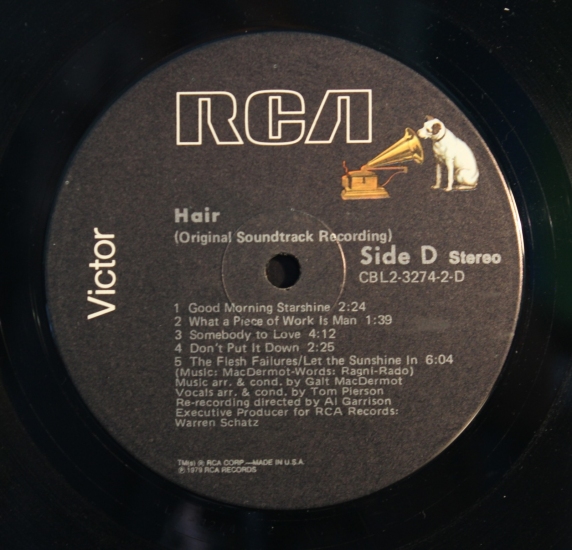 RCA
Victor
Hair
(Original Soundtrack Recording)
Side D Stereo
CBL2-3274-2-D
1 Good Morning Starshine 2:24
2 What a Piece of Work Is Man 1:39
3 Somebody to Love 4:12
4 Don't Put It Down 2:25
5 The Flesh Failures/Let the Sunshine In 6:04
(Music: MacDermot-Words: Ragni-Rado)
Music arr. & cond. by Galt MacDermot
Vocals arr. & cond. by Tom Pierson
Re-recording directed by Al Garrison
Executive Producer for RCA Records:
Warren Schatz
TM(s) ® RCA CORP.—MADE IN U.S.A.
℗ 1979 RCA RECORDS